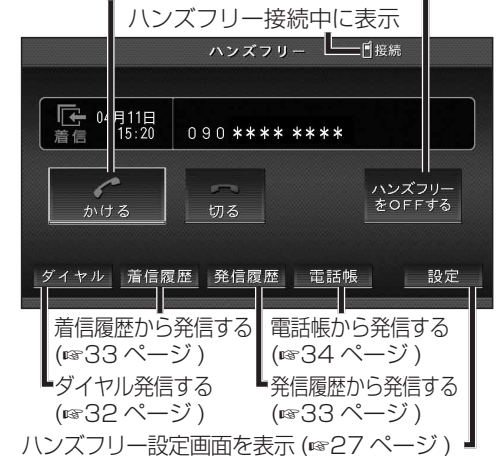 ハンズフリー接続中に表示
ハンズフリー 接続
着信 04月11日 15:20 090 **** ****
かける 切る ハンズフリーをOFFする
ダイヤル 着信履歴 発信履歴 電話帳 設定
着信履歴から発信する
(☞33 ページ)
電話帳から発信する
(☞34 ページ)
ダイヤル発信する
(☞32 ページ)
発信履歴から発信する
(☞33 ページ)
ハンズフリー設定画面を表示 (☞27 ページ)